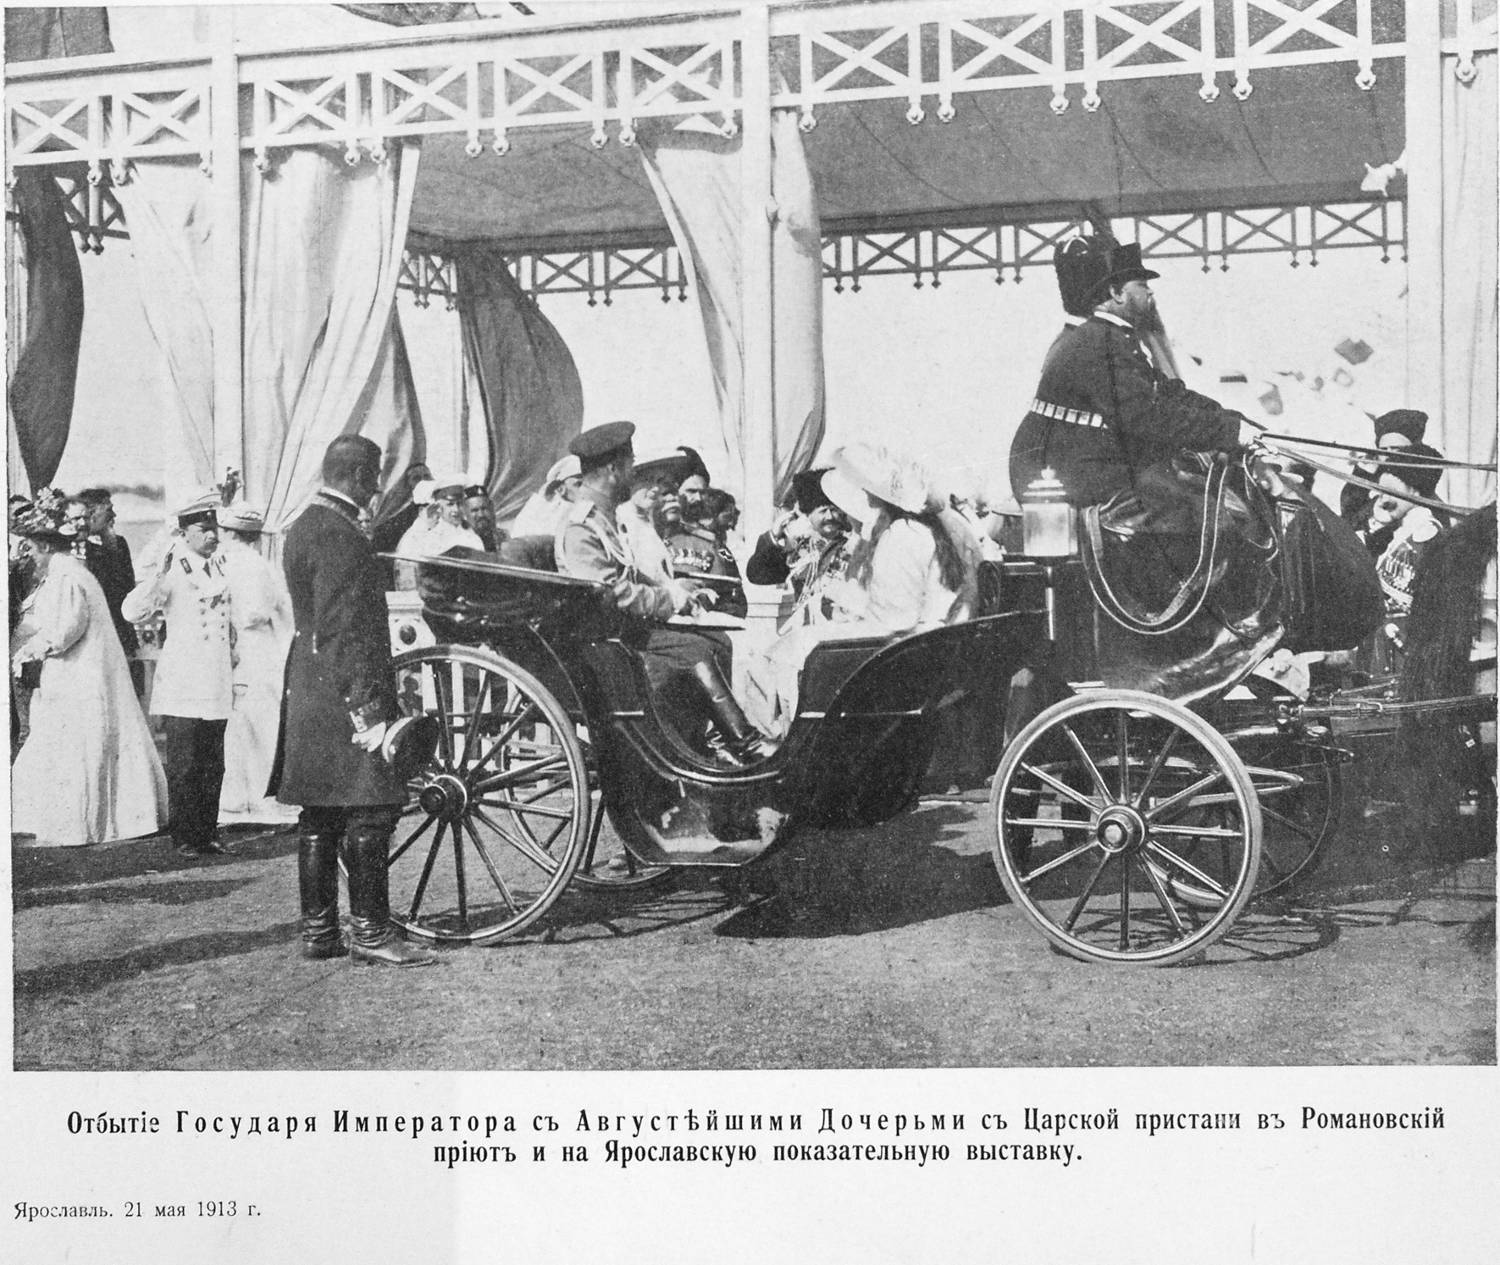 Отбытіе Государя Императора съ Августѣйшими Дочерьми съ Царской пристани въ Романовскій
пріютъ и на Ярославскую показательную выставку.
Ярославль. 21 мая 1913 г.